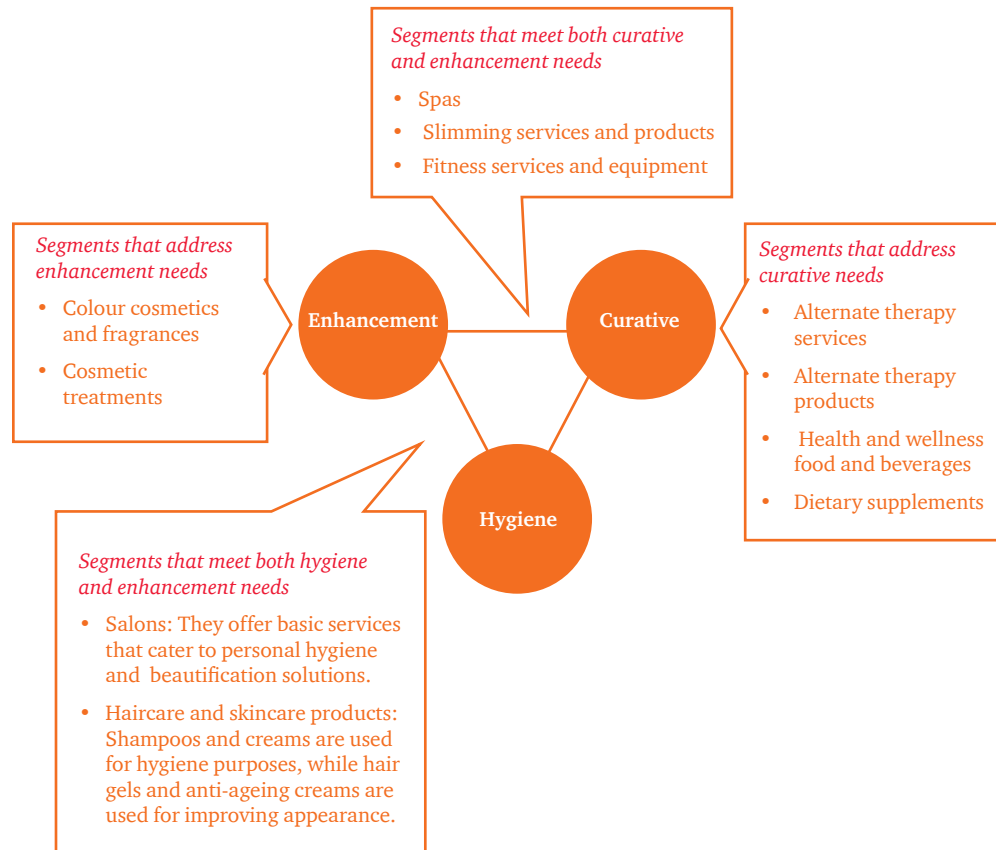 Segments that meet both curative
and enhancement needs
• Spas
• Slimming services and products
• Fitness services and equipment
Segments that address
enhancement needs
• Colour cosmetics
and fragrances
• Cosmetic
treatments
Enhancement
Curative
Segments that address
curative needs
• Alternate therapy
services
• Alternate therapy
products
• Health and wellness
food and beverages
• Dietary supplements
Hygiene
Segments that meet both hygiene
and enhancement needs
• Salons: They offer basic services
that cater to personal hygiene
and beautification solutions.
• Haircare and skincare products:
Shampoos and creams are used
for hygiene purposes, while hair
gels and anti-ageing creams are
used for improving appearance.